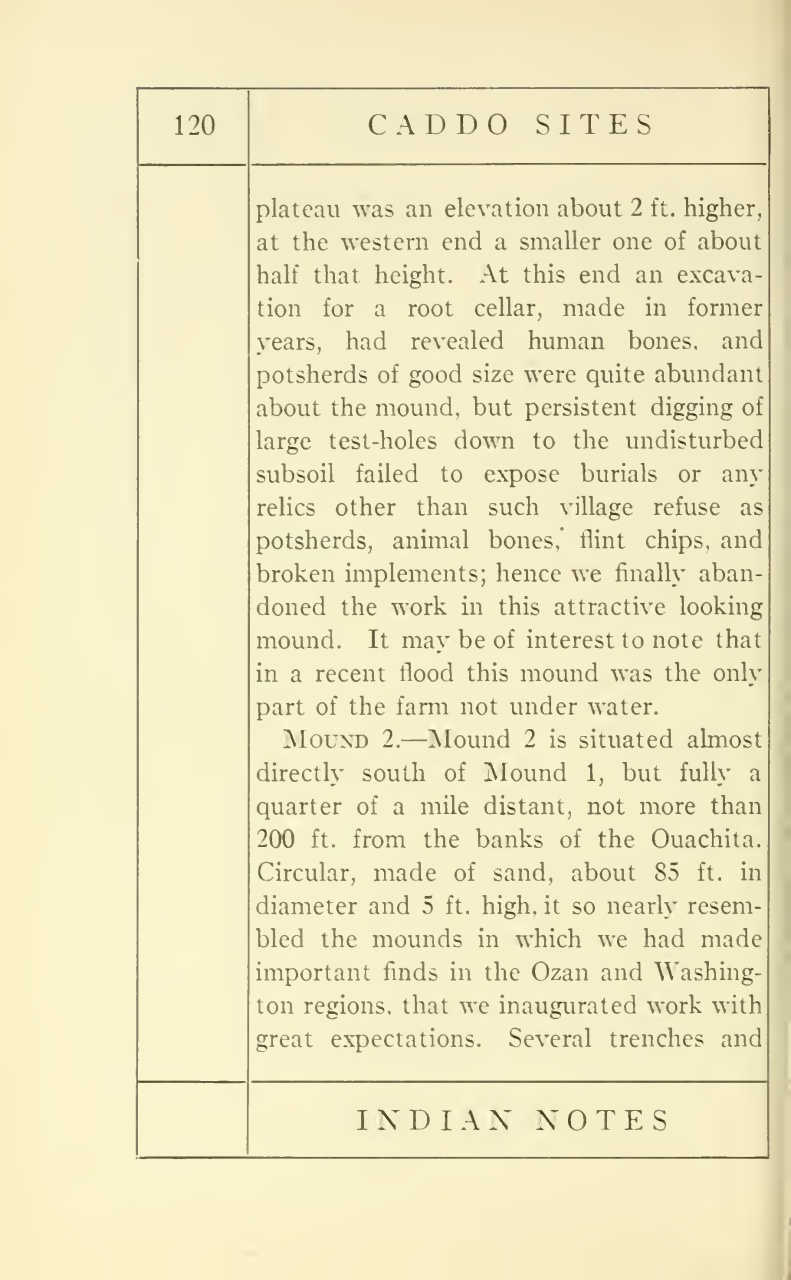 120
CADDO SITES
plateau was an elevation about 2 ft. higher,
at the western end a smaller one of about
half that height. At this end an excava-
tion for a root cellar, made in former
years, had revealed human bones, and
potsherds of good size were quite abundant
about the mound, but persistent digging of
large test-holes down to the undisturbed
subsoil failed to expose burials or any
relics other than such village refuse as
potsherds, animal bones, flint chips, and
broken implements; hence we finally aban-
doned the work in this attractive looking
mound. It may be of interest to note that
in a recent flood this mound was the only
part of the farm not under water.
MOUND 2.—Mound 2 is situated almost
directly south of Mound 1, but fully a
quarter of a mile distant, not more than
200 ft. from the banks of the Ouachita.
Circular, made of sand, about 85 ft. in
diameter and 5 ft. high, it so nearly resem-
bled the mounds in which we had made
important finds in the Ozan and Washing-
ton regions, that we inaugurated work with
great expectations. Several trenches and
INDIAN NOTES